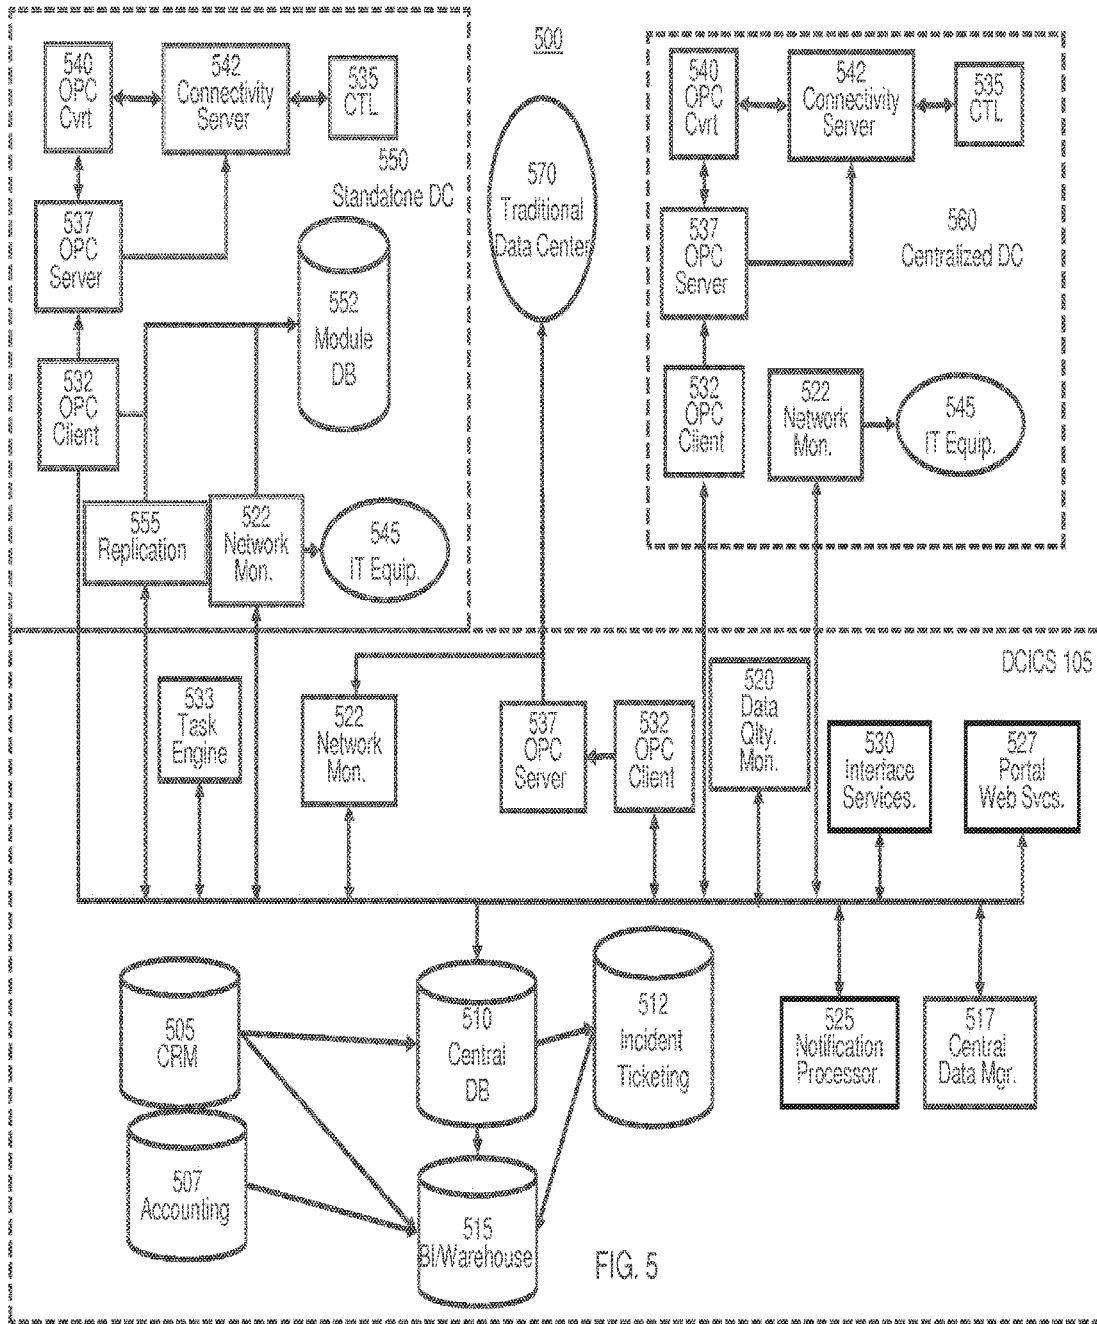 500
540
OPC
Cvrt
542
Connectivity
Server
535
CTL
550
Standalone DC
537
OPC
Server
552
Module
DB
532
OPC
Client
555
Replication
522
Network
Mon.
545
IT Equip.
570
Traditional
Data Center
540
OPC
Cvrt
542
Connectivity
Server
535
CTL
537
OPC
Server
560
Centralized DC
532
OPC
Client
522
Network
Mon.
545
IT Equip.
DCICS 105
533
Task
Engine
522
Network
Mon.
537
OPC
Server
532
OPC
Client
520
Data
Qlty.
Mon.
530
Interface
Services.
527
Portal
Web Svcs.
505
CRM
510
Central
DB
512
Incident
Ticketing
525
Notification
Processor.
517
Central
Data Mgr.
507
Accounting
515
BI/Warehouse
FIG. 5